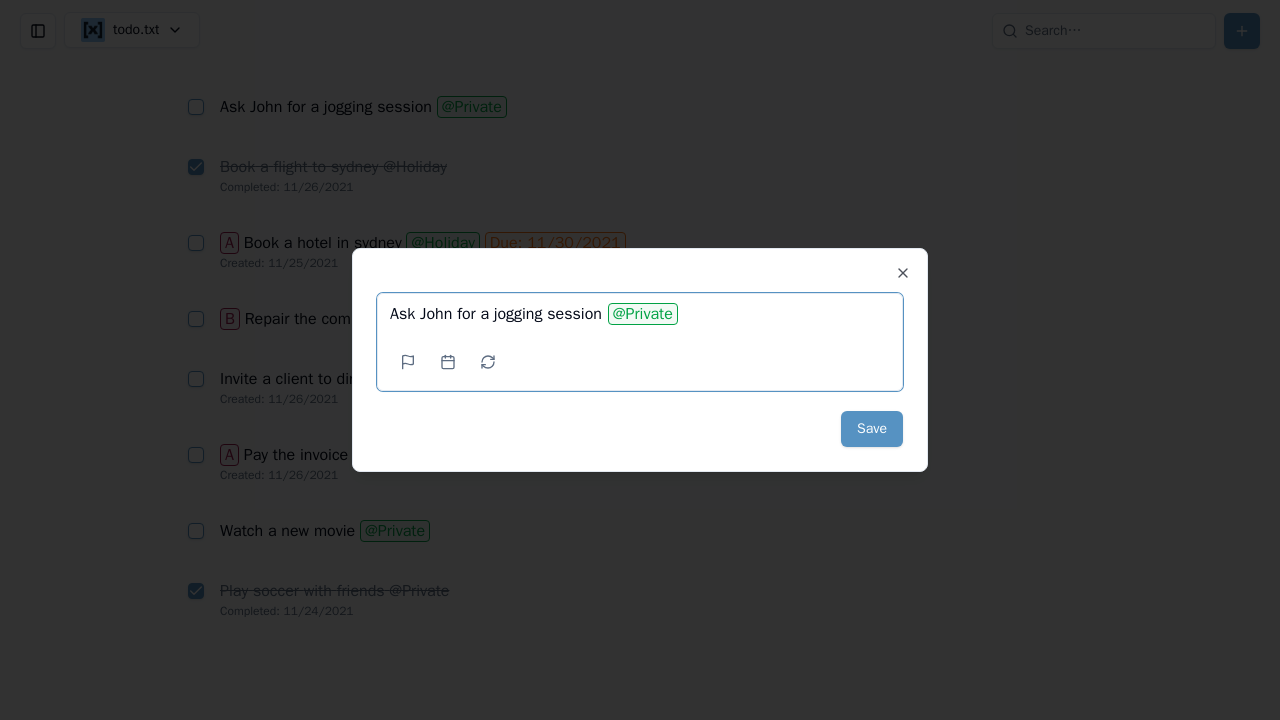 [x] todo.txt
Search…
Ask John for a jogging session @Private
Book a flight to sydney @Holiday
Completed: 11/26/2021
A Book a hotel in sydney @Holiday Due: 11/30/2021
Created: 11/25/2021
B Repair the com
Invite a client to
Created: 11/26/2021
A Pay the invoice
Created: 11/26/2021
Watch a new movie @Private
Play soccer with friends @Private
Completed: 11/24/2021
Ask John for a jogging session @Private
Save